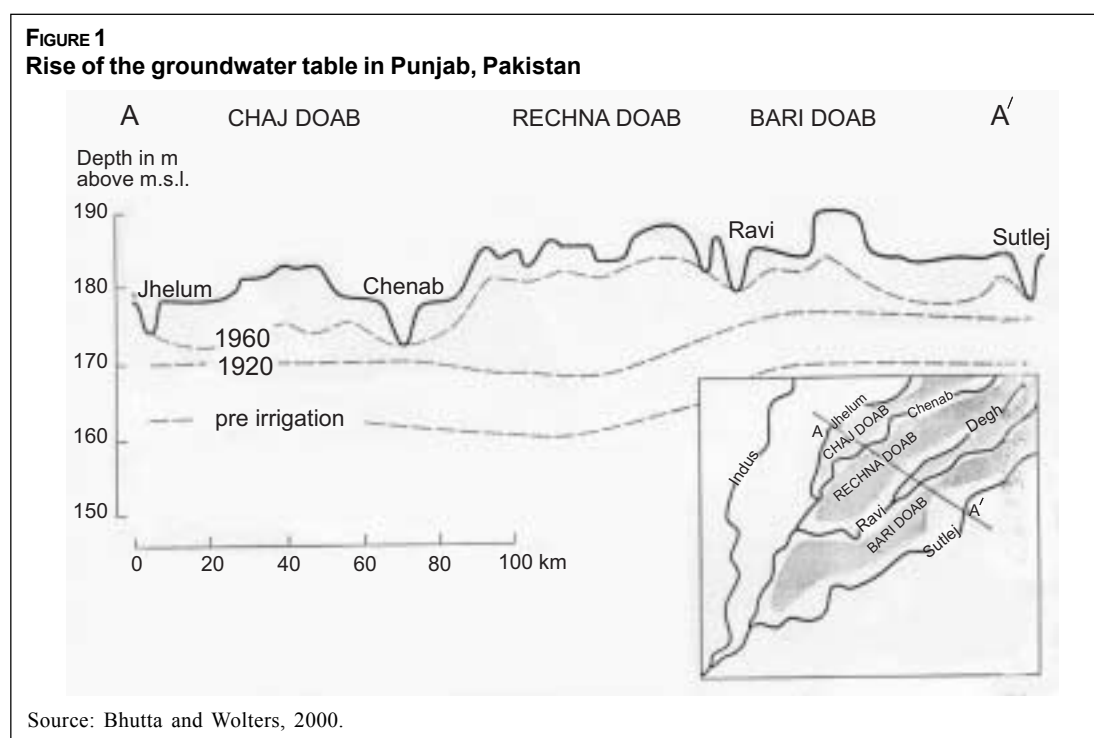 FIGURE 1
Rise of the groundwater table in Punjab, Pakistan
A CHAJ DOAB RECHNA DOAB BARI DOAB A′
Depth in m
above m.s.l.
190
Ravi
Sutlej
180
Jhelum
Chenab
1960
170
1920
pre irrigation
160
150
0 20 40 60 80 100 km
A
Jhelum
CHAJ DOAB
Chenab
Degh
Indus
RECHNA DOAB
Ravi
BARI DOAB
A′
Sutlej
Source: Bhutta and Wolters, 2000.